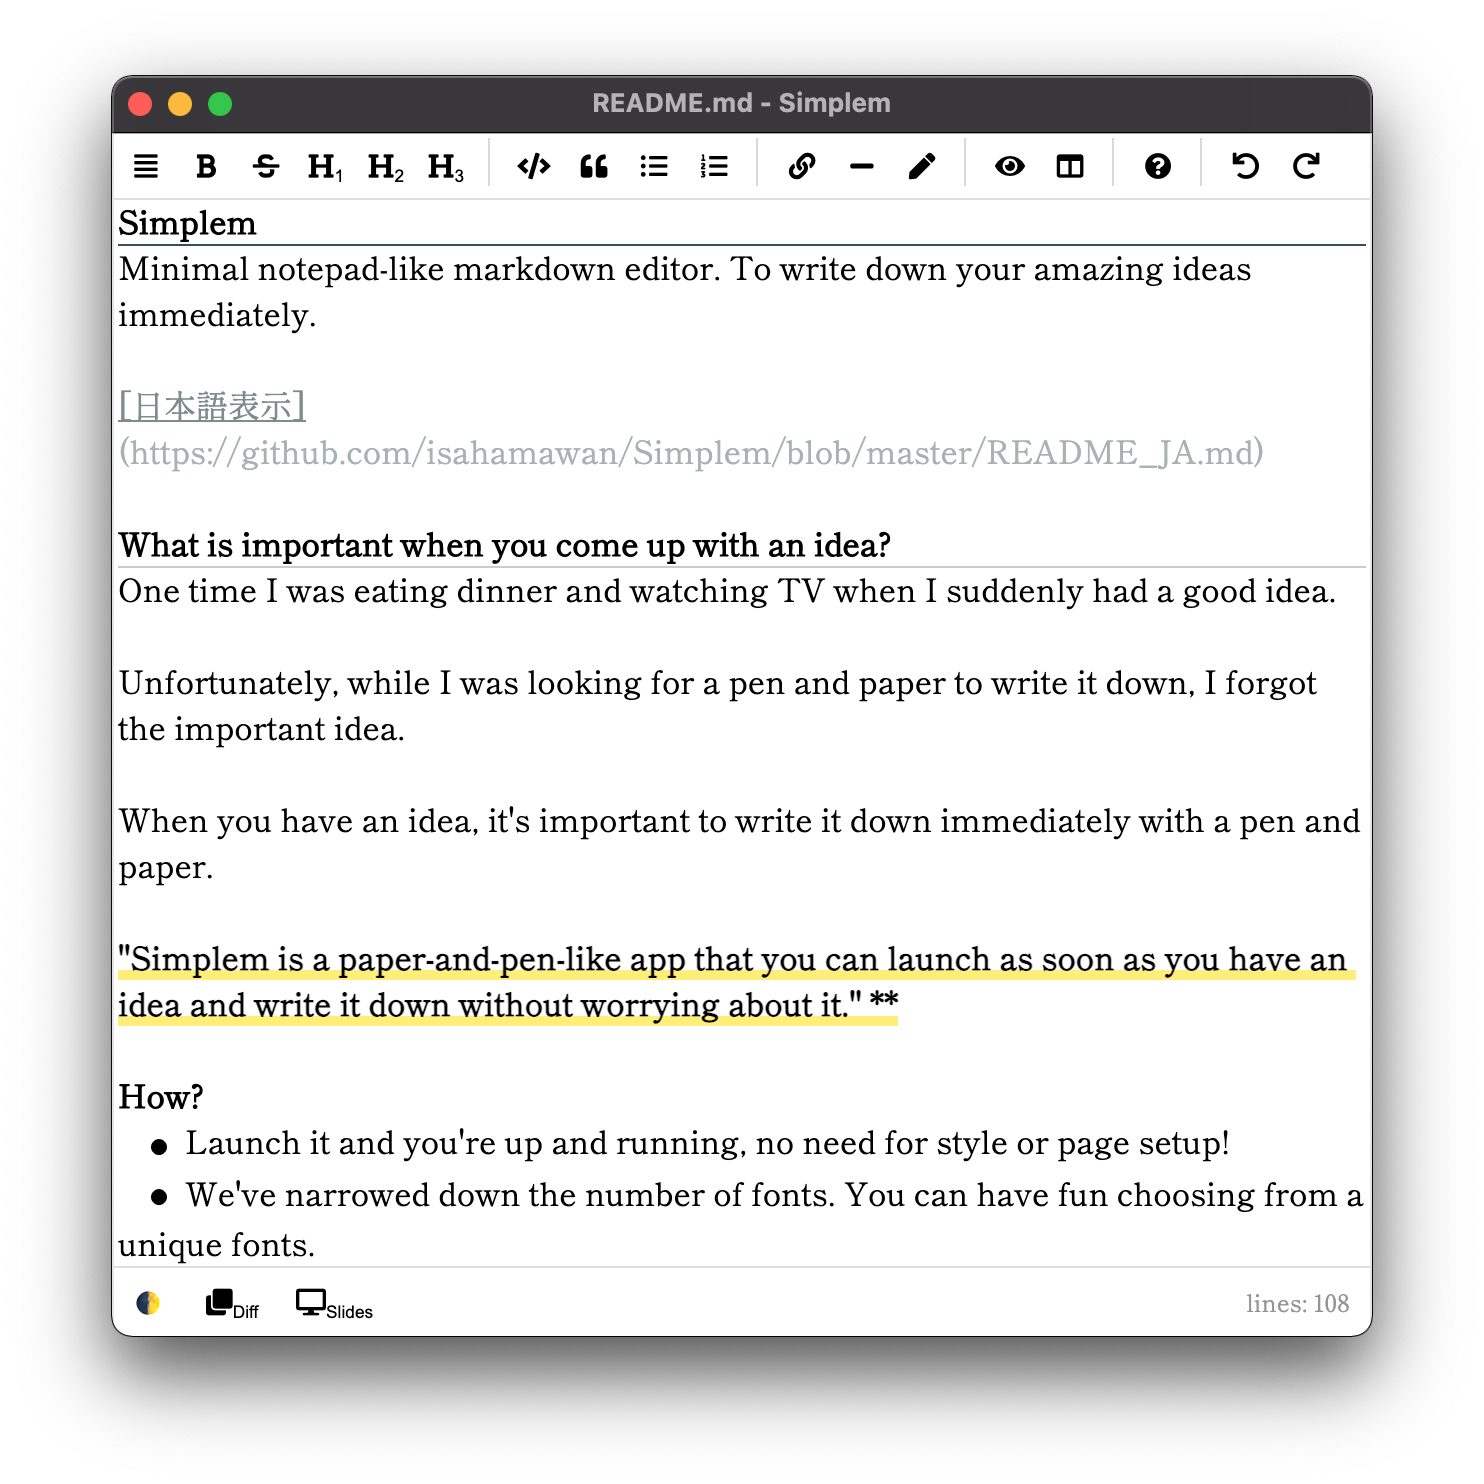 README.md - Simplem
B S H1 H2 H3
Simplem
Minimal notepad-like markdown editor. To write down your amazing ideas
immediately.
[日本語表示]
(https://github.com/isahamawan/Simplem/blob/master/README_JA.md)
What is important when you come up with an idea?
One time I was eating dinner and watching TV when I suddenly had a good idea.
Unfortunately, while I was looking for a pen and paper to write it down, I forgot
the important idea.
When you have an idea, it's important to write it down immediately with a pen and
paper.
"Simplem is a paper-and-pen-like app that you can launch as soon as you have an
idea and write it down without worrying about it." **
How?
● Launch it and you're up and running, no need for style or page setup!
● We've narrowed down the number of fonts. You can have fun choosing from a
unique fonts.
Diff Slides lines: 108